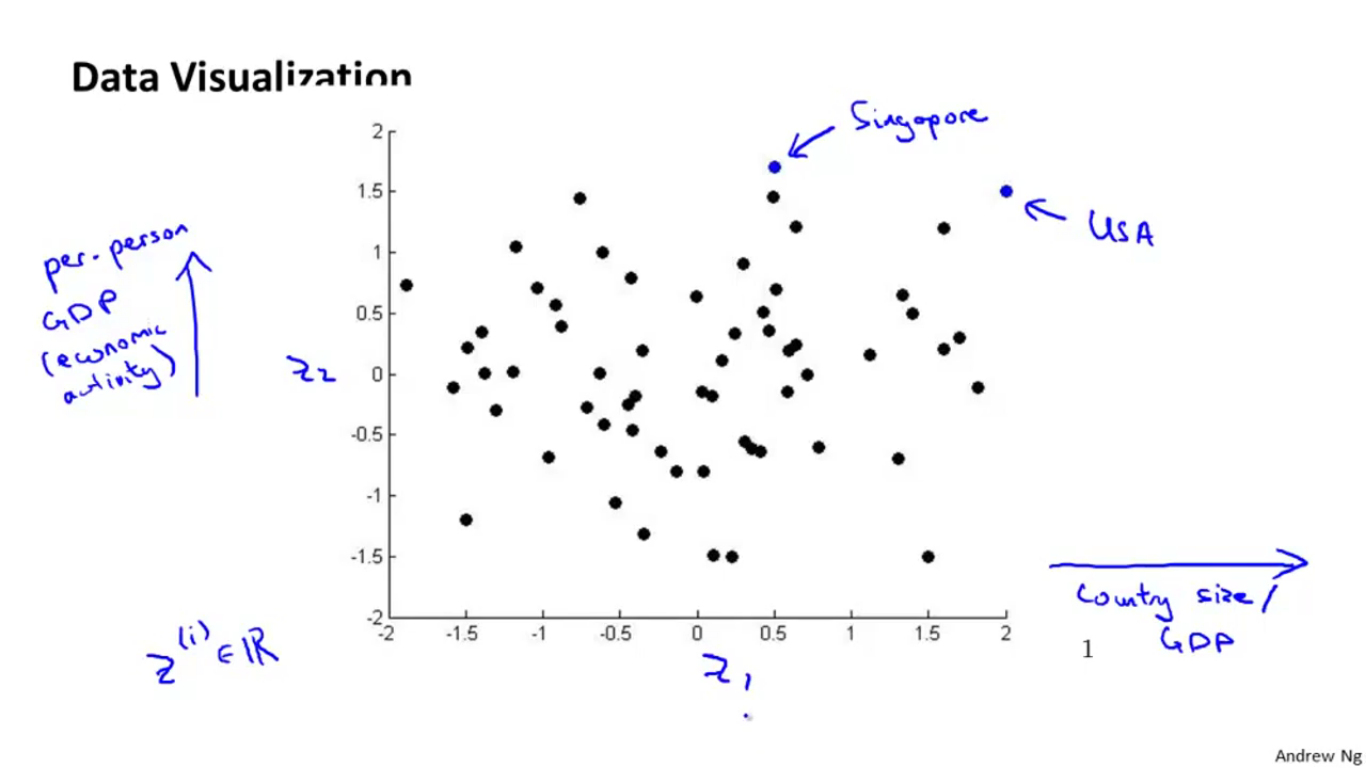 Data Visualization
Singapore
USA
per-person
GDP
(economic
activity)
z₂
2
1.5
1
0.5
0
-0.5
-1
-1.5
-2
-2 -1.5 -1 -0.5 0 0.5 1 1.5 2
z₁
Country size/
GDP
1
z⁽ⁱ⁾ ∈ ℝ
Andrew Ng